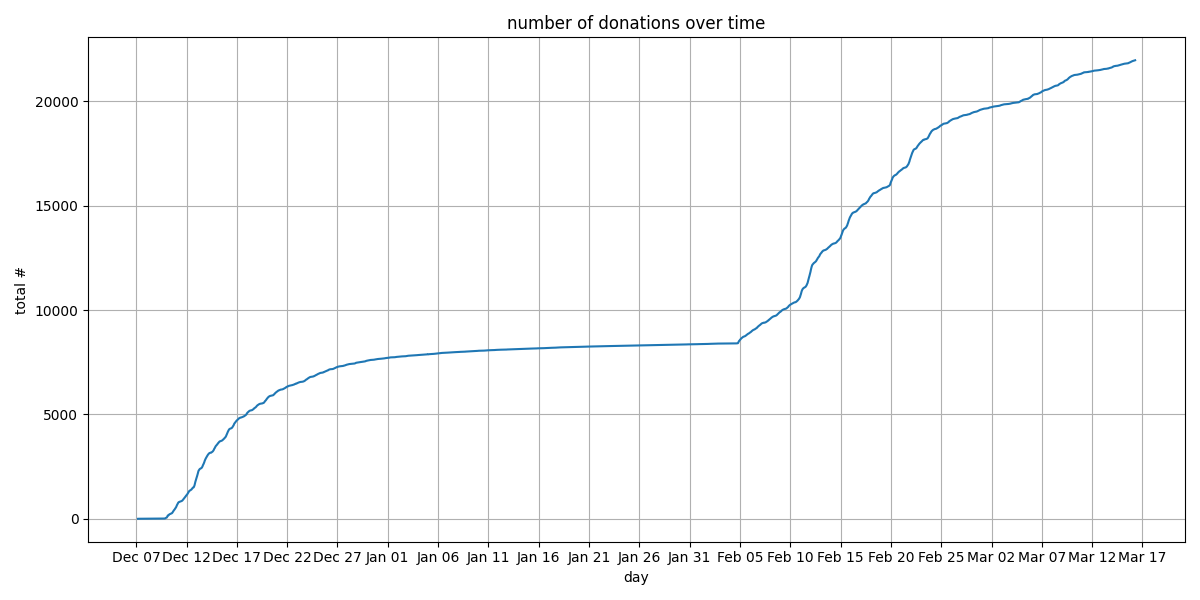 number of donations over time
total #
20000
15000
10000
5000
0
Dec 07 Dec 12 Dec 17 Dec 22 Dec 27 Jan 01 Jan 06 Jan 11 Jan 16 Jan 21 Jan 26 Jan 31 Feb 05 Feb 10 Feb 15 Feb 20 Feb 25 Mar 02 Mar 07 Mar 12 Mar 17
day